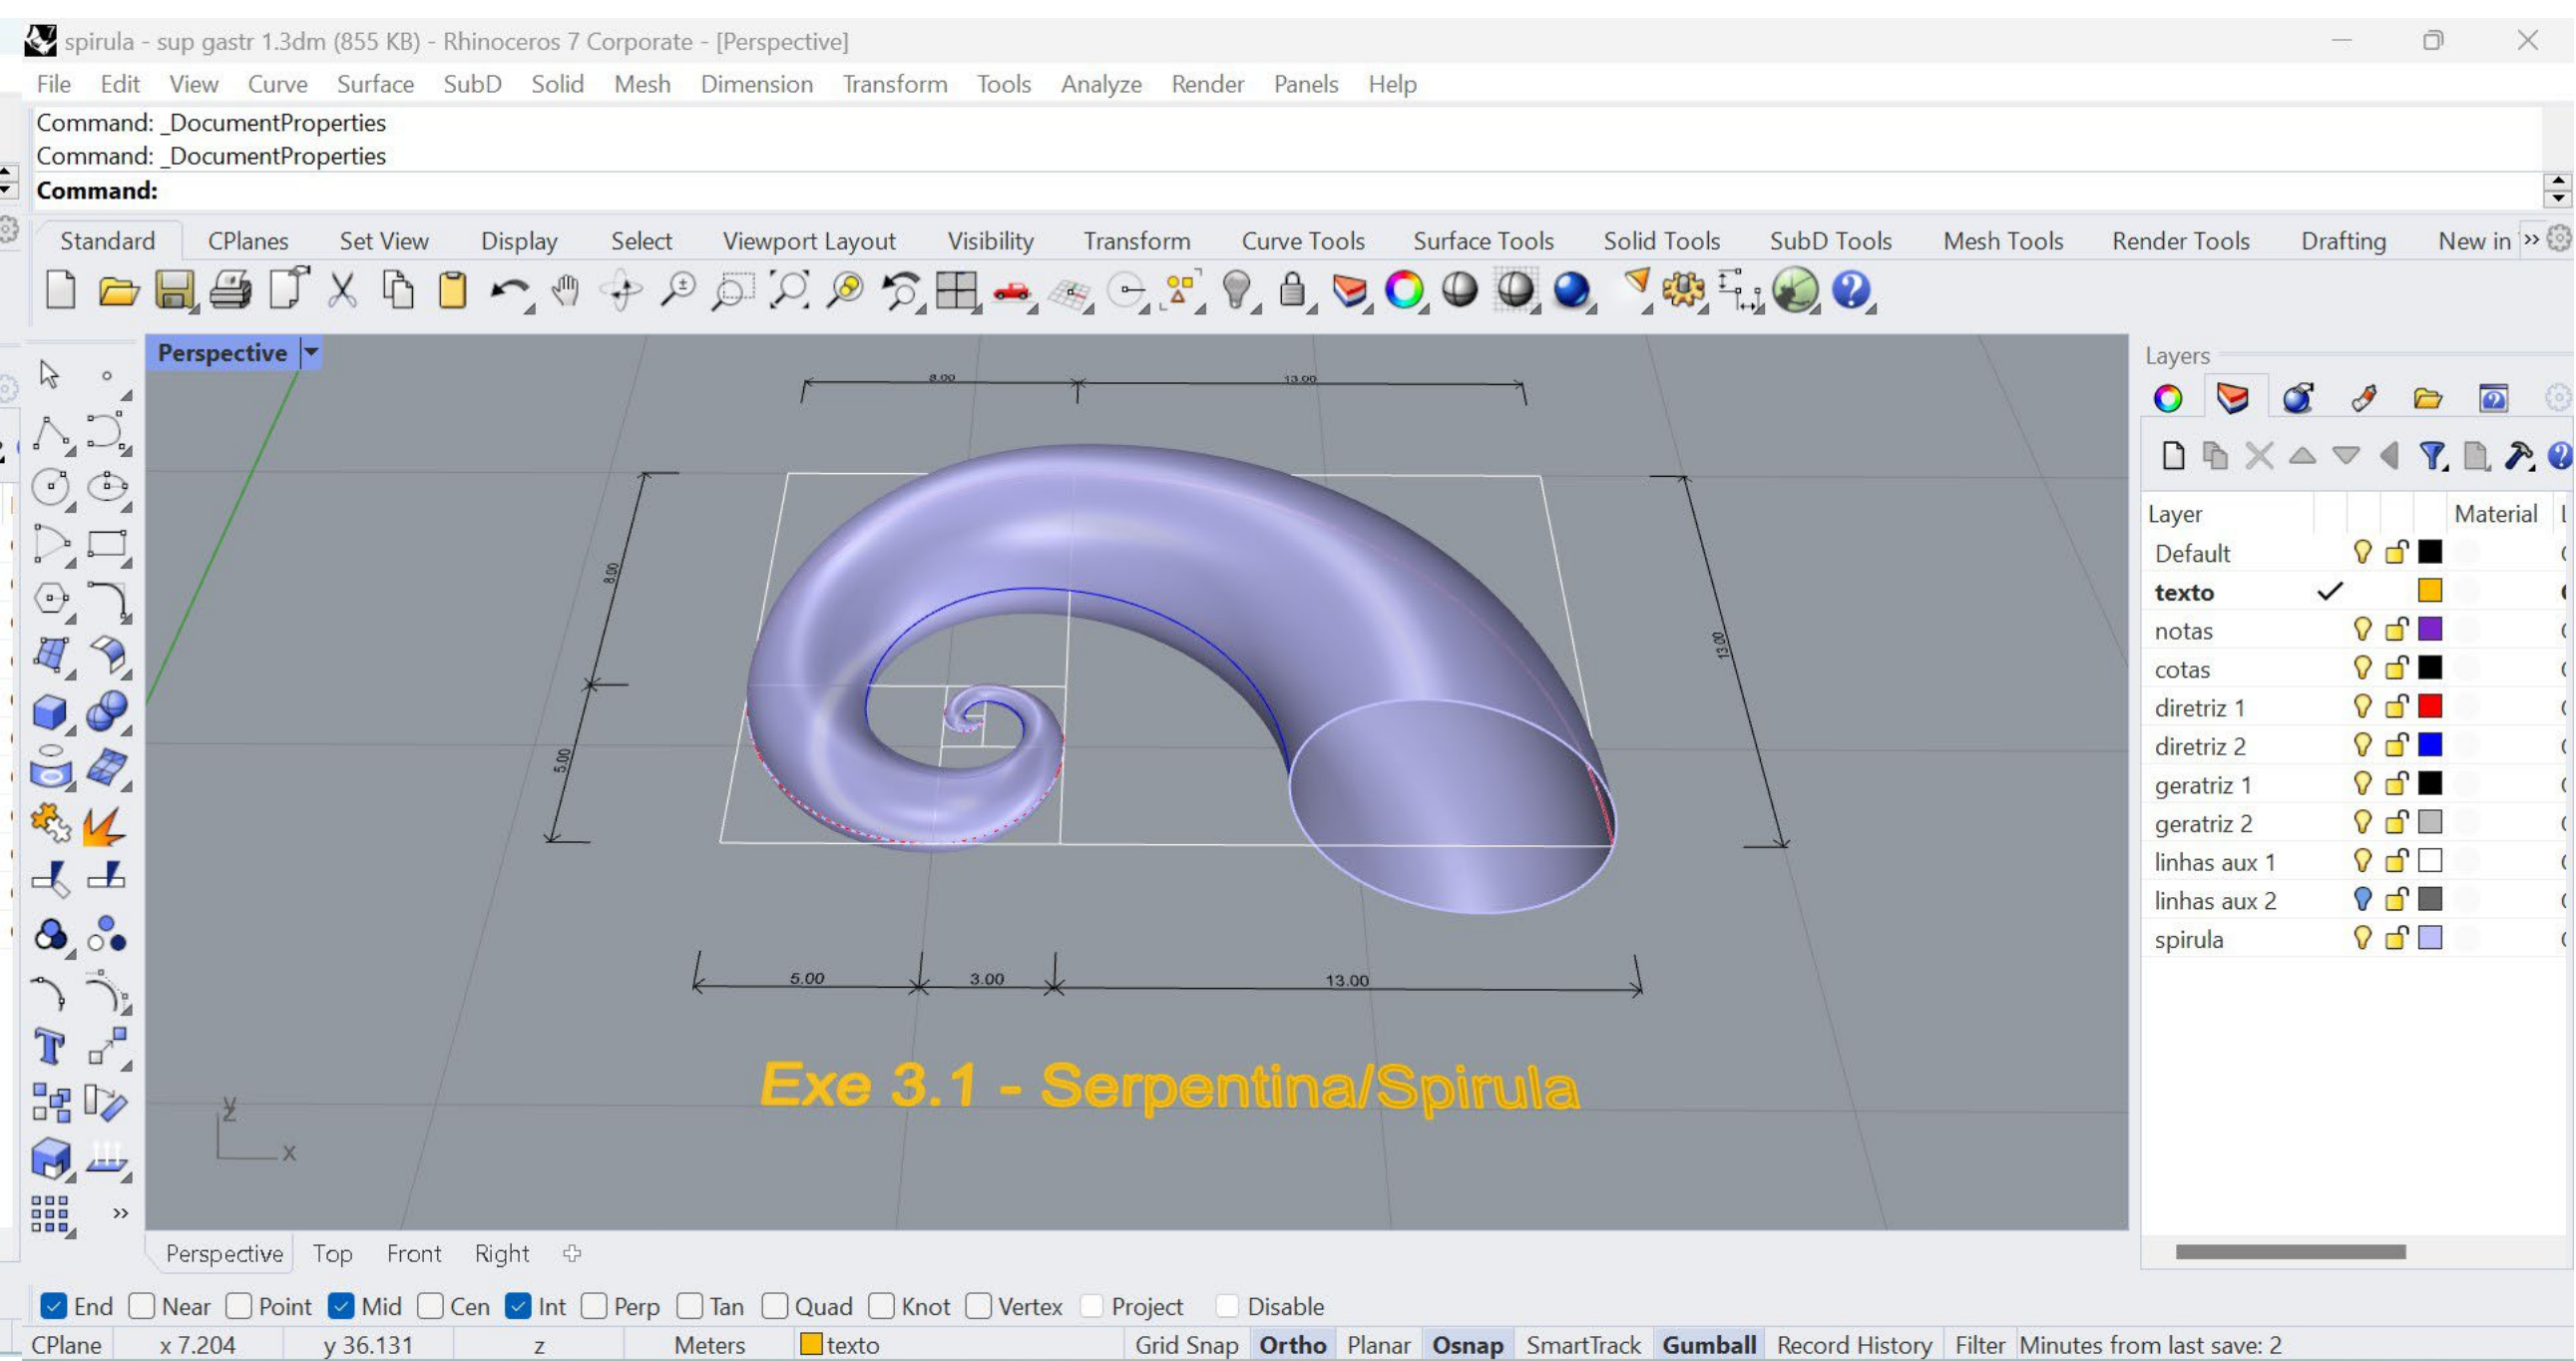 spirula - sup gastr 1.3dm (855 KB) - Rhinoceros 7 Corporate - [Perspective]
File Edit View Curve Surface SubD Solid Mesh Dimension Transform Tools Analyze Render Panels Help
Command: _DocumentProperties
Command: _DocumentProperties
Command:
Standard CPlanes Set View Display Select Viewport Layout Visibility Transform Curve Tools Surface Tools Solid Tools SubD Tools Mesh Tools Render Tools Drafting New in »
Perspective
8.00 13.00
8.00
5.00
13.00
5.00 3.00 13.00
Exe 3.1 - Serpentina/Spirula
y
z
x
Layers
Layer Material
Default
texto
notas
cotas
diretriz 1
diretriz 2
geratriz 1
geratriz 2
linhas aux 1
linhas aux 2
spirula
»
Perspective Top Front Right
End Near Point Mid Cen Int Perp Tan Quad Knot Vertex Project Disable
CPlane x 7.204 y 36.131 z Meters texto Grid Snap Ortho Planar Osnap SmartTrack Gumball Record History Filter Minutes from last save: 2